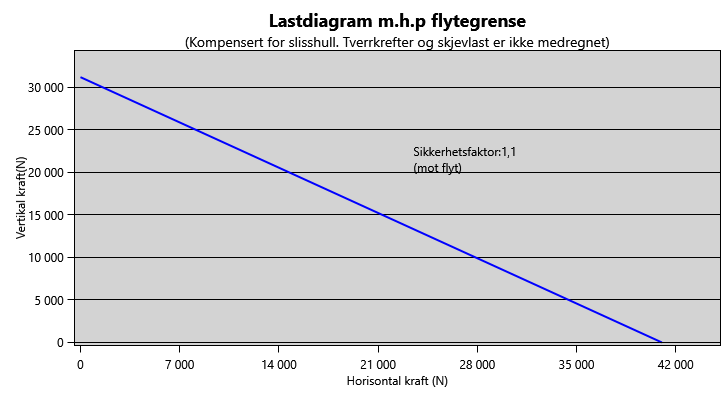 Lastdiagram m.h.p flytegrense
(Kompensert for slisshull. Tverrkrefter og skjevlast er ikke medregnet)
30 000
25 000
Sikkerhetsfaktor:1,1
(mot flyt)
20 000
Vertikal kraft(N)
15 000
10 000
5 000
0
0 7 000 14 000 21 000 28 000 35 000 42 000
Horisontal kraft (N)